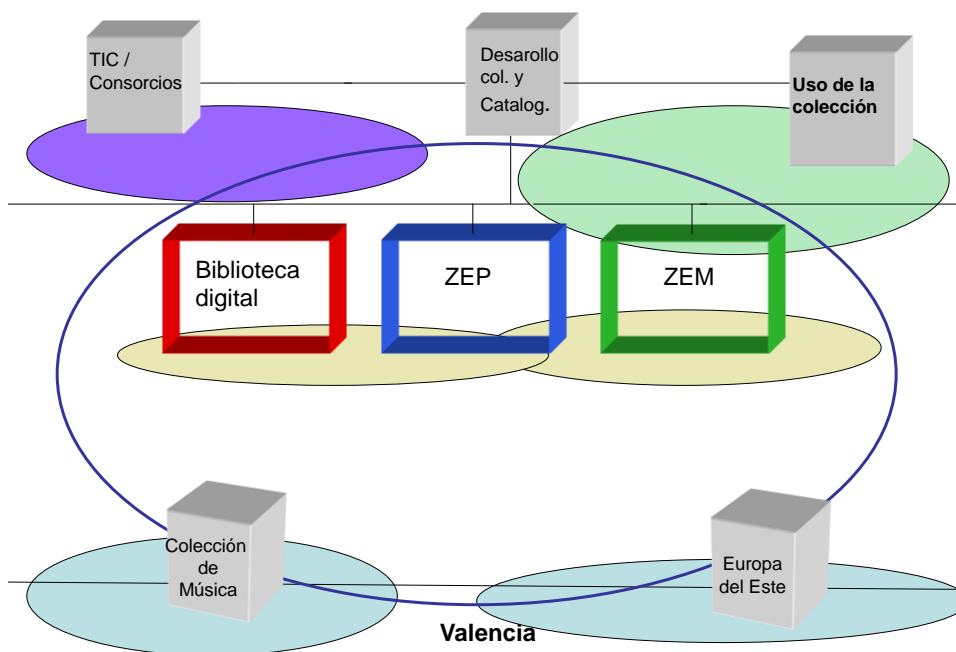 TIC /
Consorcios
Desarollo
col. y
Catalog.
Uso de la
colección
Biblioteca
digital
ZEP
ZEM
Colección
de
Música
Europa
del Este
Valencia